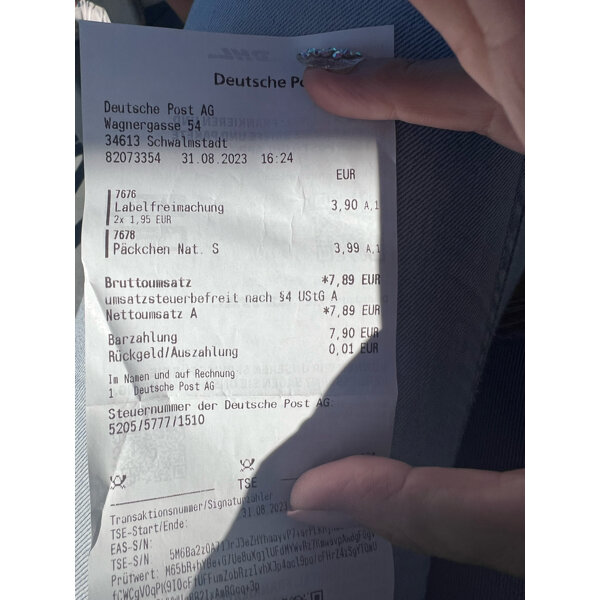 Deutsche Po
Deutsche Post AG
Wagnergasse 54
34613 Schwalmstadt
82073354 31.08.2023 16:24
EUR
7676
Labelfreimachung 3,90 A,1
2x 1,95 EUR
7678
Päckchen Nat. S 3,99 A,1
Bruttoumsatz *7,89 EUR
umsatzsteuerbefreit nach §4 UStG A
Nettoumsatz A *7,89 EUR
Barzahlung 7,90 EUR
Rückgeld/Auszahlung 0,01 EUR
Im Namen und auf Rechnung
1 Deutsche Post AG
Steuernummer der Deutsche Post AG:
5205/5777/1510
TSE
Transaktionsnummer/Signaturzähler
TSE-Start/Ende: 31.08.2023
EAS-S/N:
TSE-S/N
Prüfwert: